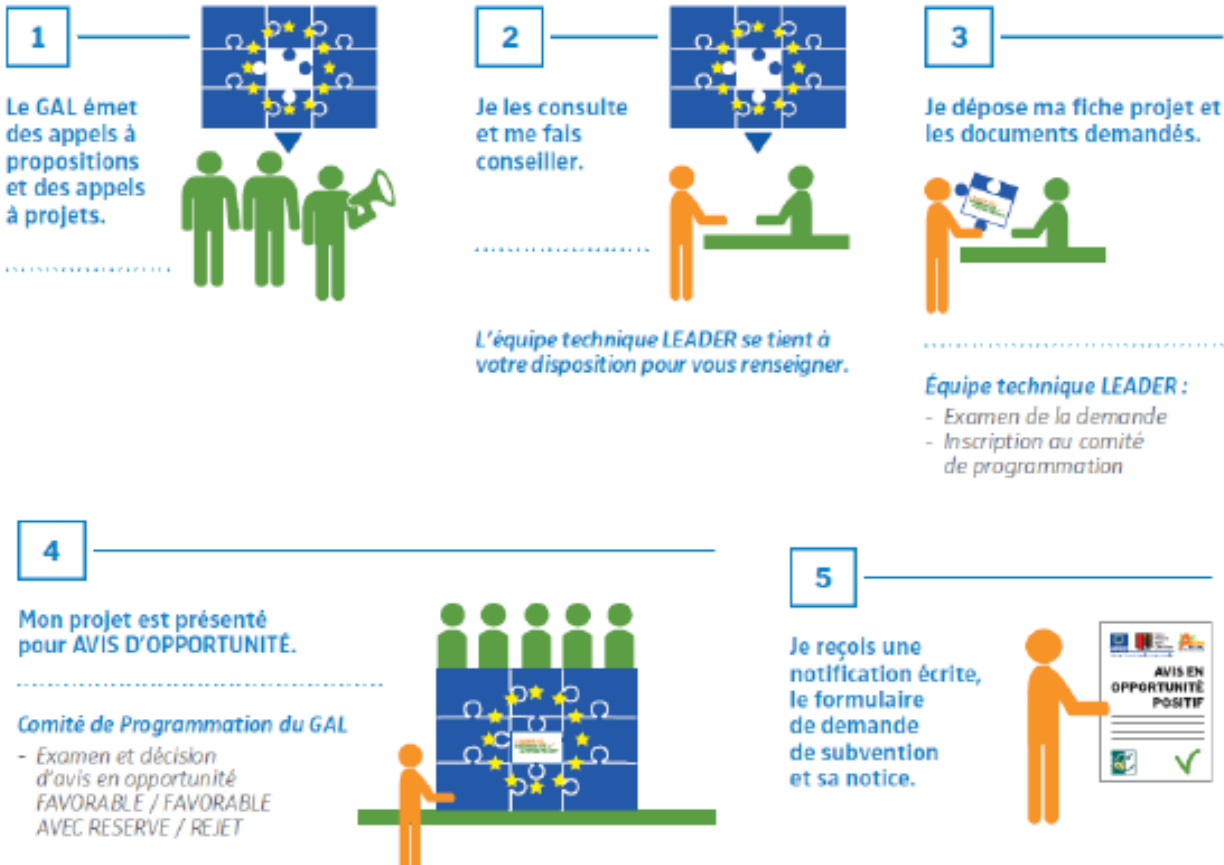 1
Le GAL émet
des appels à
propositions
et des appels
à projets.
2
Je les consulte
et me fais
conseiller.
L'équipe technique LEADER se tient à
votre disposition pour vous renseigner.
3
Je dépose ma fiche projet et
les documents demandés.
Équipe technique LEADER :
- Examen de la demande
- Inscription au comité
de programmation
4
Mon projet est présenté
pour AVIS D'OPPORTUNITÉ.
Comité de Programmation du GAL
- Examen et décision
d'avis en opportunité
FAVORABLE / FAVORABLE
AVEC RESERVE / REJET
5
Je reçois une
notification écrite,
le formulaire
de demande
de subvention
et sa notice.
AVIS EN
OPPORTUNITÉ
POSITIF